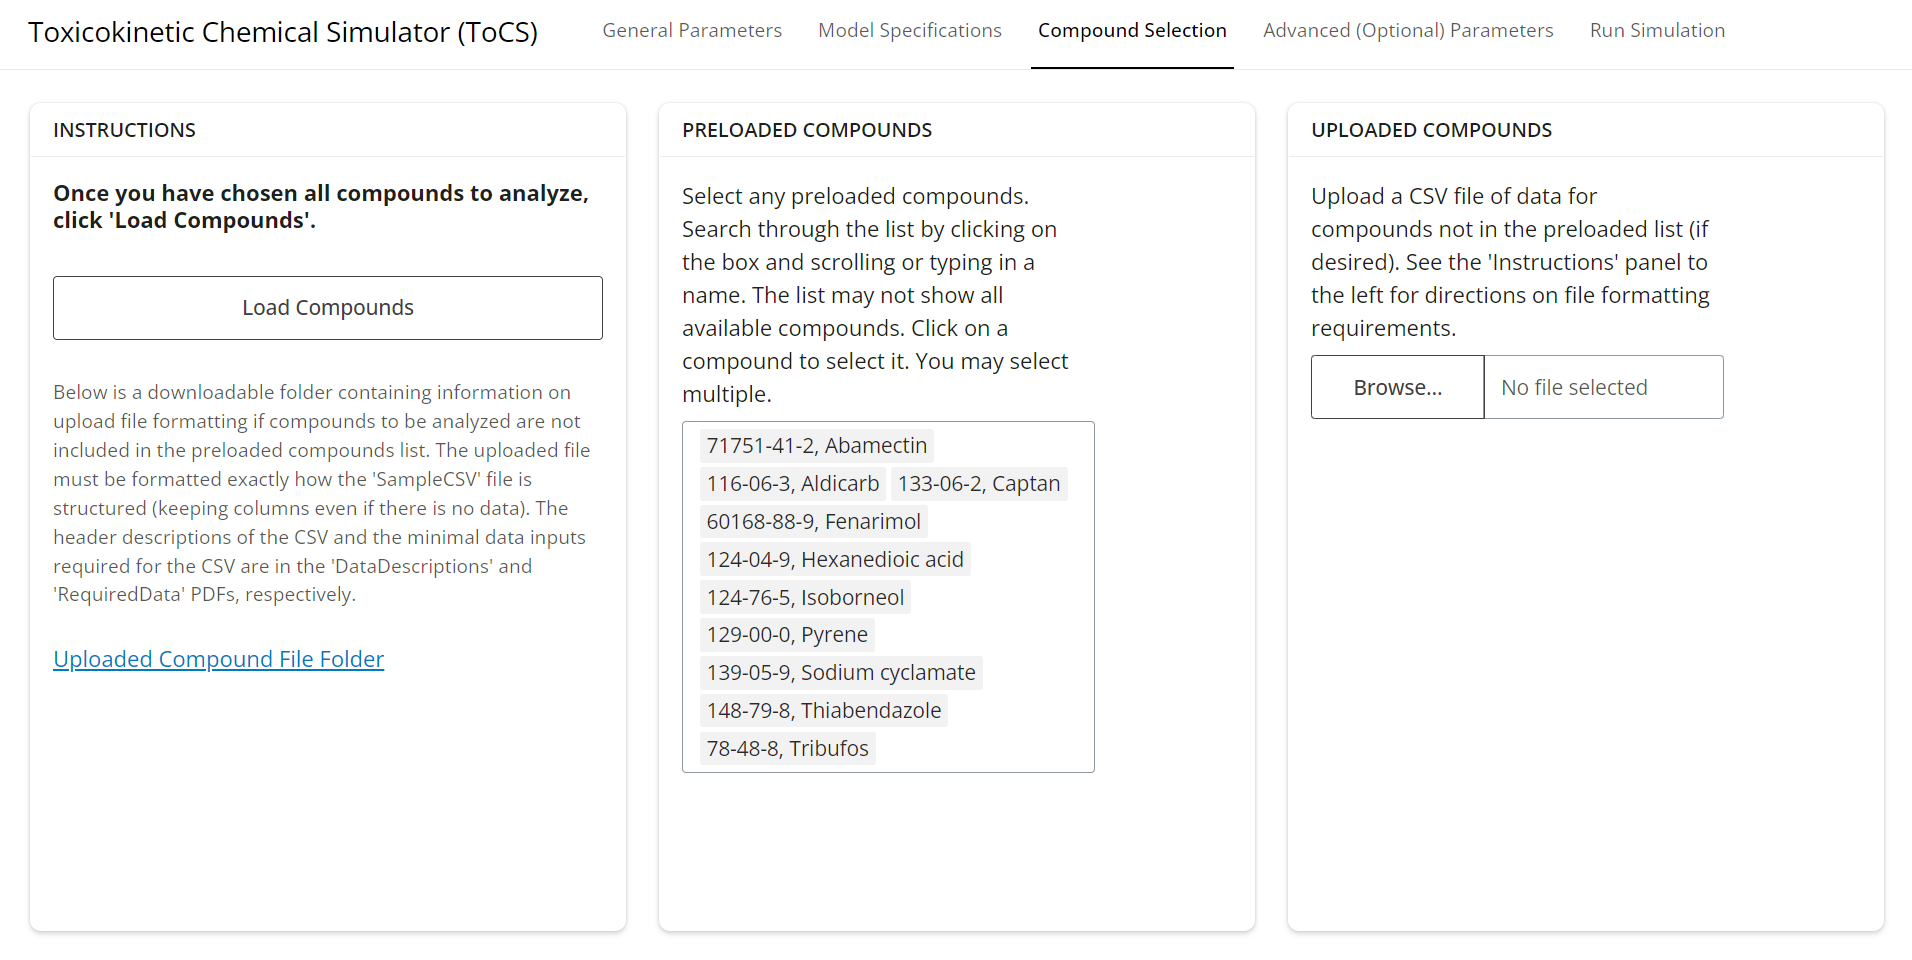 Toxicokinetic Chemical Simulator (ToCS)
General Parameters
Model Specifications
Compound Selection
Advanced (Optional) Parameters
Run Simulation
INSTRUCTIONS
Once you have chosen all compounds to analyze,
click 'Load Compounds'.
Load Compounds
Below is a downloadable folder containing information on
upload file formatting if compounds to be analyzed are not
included in the preloaded compounds list. The uploaded file
must be formatted exactly how the 'SampleCSV' file is
structured (keeping columns even if there is no data). The
header descriptions of the CSV and the minimal data inputs
required for the CSV are in the 'DataDescriptions' and
'RequiredData' PDFs, respectively.
Uploaded Compound File Folder
PRELOADED COMPOUNDS
Select any preloaded compounds.
Search through the list by clicking on
the box and scrolling or typing in a
name. The list may not show all
available compounds. Click on a
compound to select it. You may select
multiple.
71751-41-2, Abamectin
116-06-3, Aldicarb 133-06-2, Captan
60168-88-9, Fenarimol
124-04-9, Hexanedioic acid
124-76-5, Isoborneol
129-00-0, Pyrene
139-05-9, Sodium cyclamate
148-79-8, Thiabendazole
78-48-8, Tribufos
UPLOADED COMPOUNDS
Upload a CSV file of data for
compounds not in the preloaded list (if
desired). See the 'Instructions' panel to
the left for directions on file formatting
requirements.
Browse...
No file selected